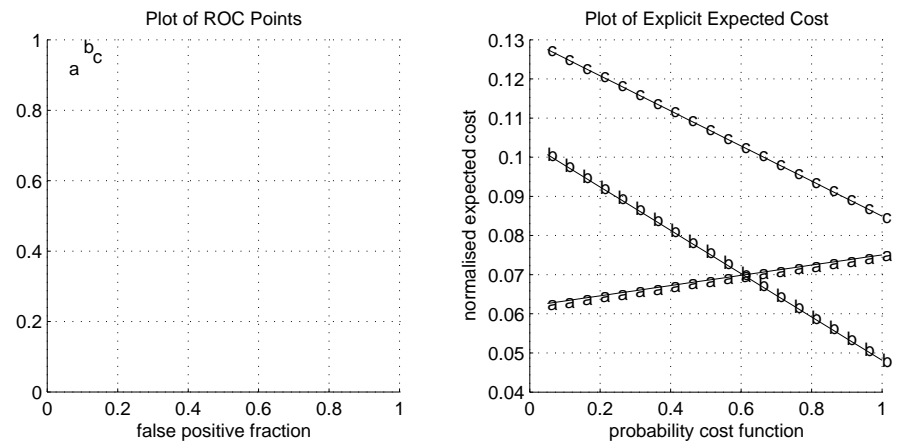 Plot of ROC Points
1
0.8
0.6
0.4
0.2
0
0 0.2 0.4 0.6 0.8 1
false positive fraction
a
b
c
Plot of Explicit Expected Cost
normalised expected cost
0.13
0.12
0.11
0.1
0.09
0.08
0.07
0.06
0.05
0.04
0 0.2 0.4 0.6 0.8 1
probability cost function
c c c c c c c c c c c c c c c c c c c c
b b b b b b b b b b b b b b b b b b b b
a a a a a a a a a a a a a a a a a a a a